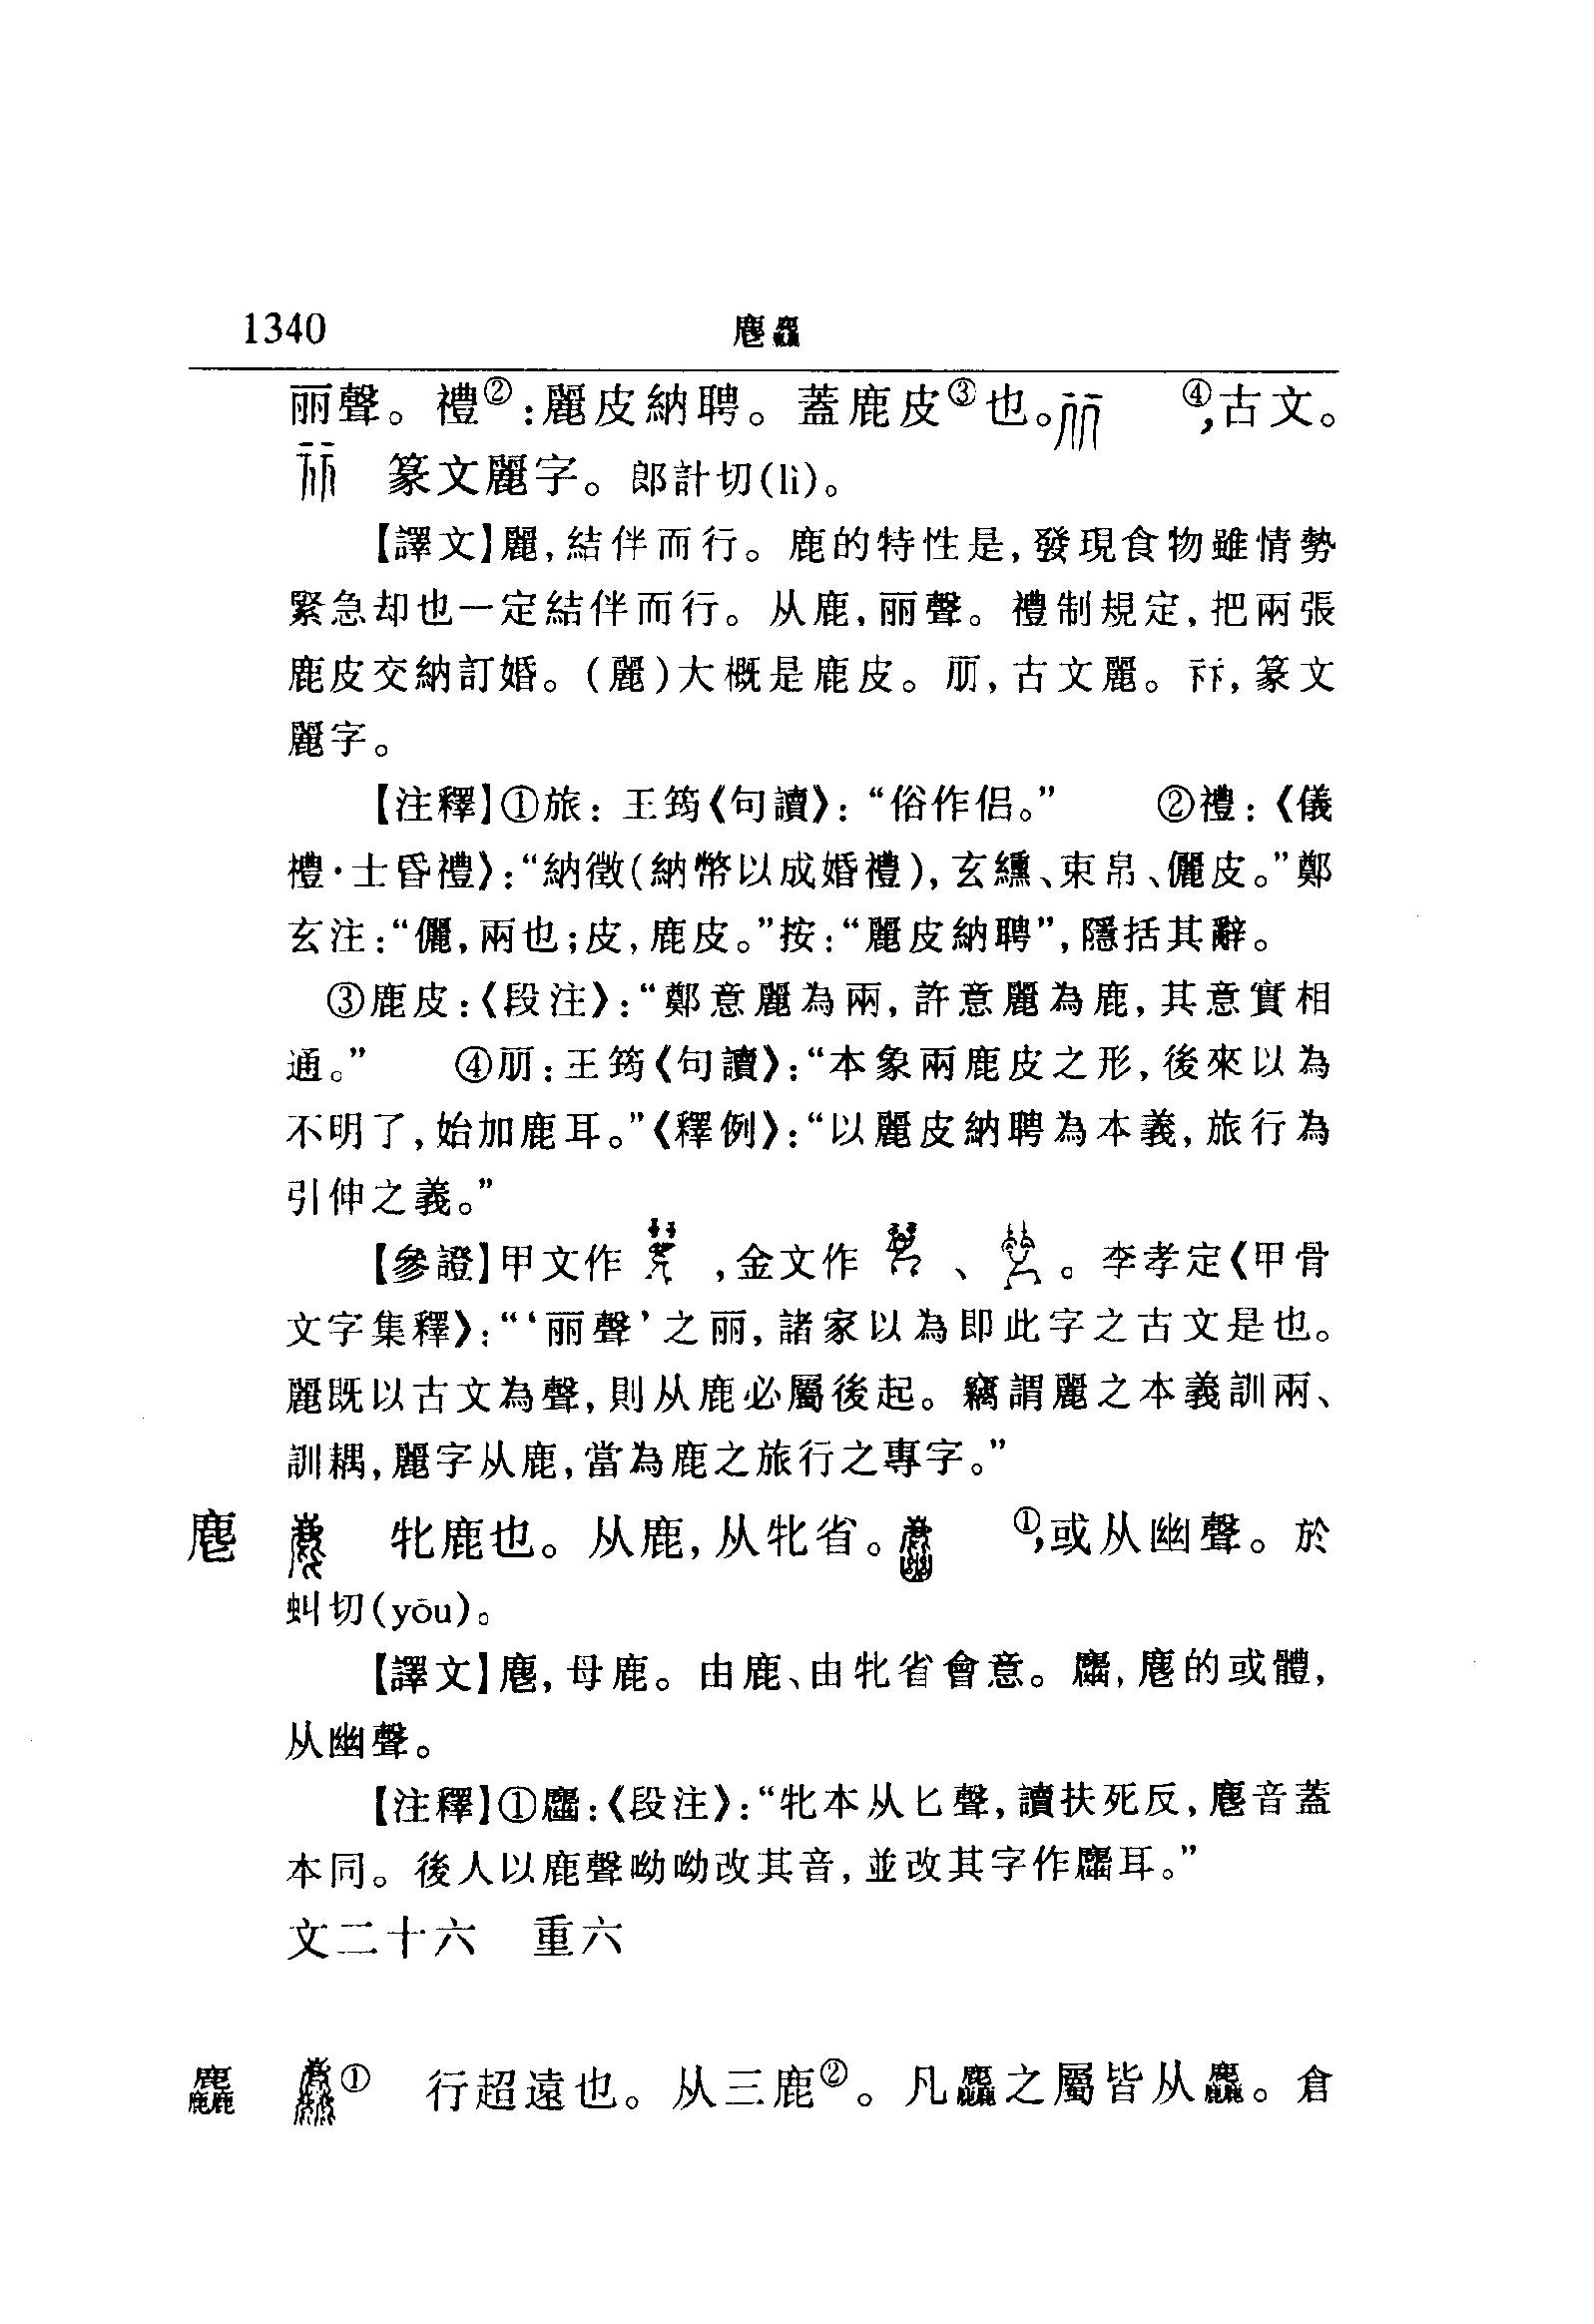 1340 麀麤
丽聲。禮②:麗皮納聘。蓋鹿皮③也。 ④,古文。
篆文麗字。郎計切(lì)。
【譯文】麗,結伴而行。鹿的特性是,發現食物雖情勢
緊急却也一定結伴而行。从鹿,丽聲。禮制規定,把兩張
鹿皮交納訂婚。(麗)大概是鹿皮。丽,古文麗。,篆文
麗字。
【注釋】①旅:王筠《句讀》:“俗作侣。” ②禮:《儀
禮·士昏禮》:“納徵(納幣以成婚禮),玄纁、束帛、儷皮。”鄭
玄注:“儷,兩也;皮,鹿皮。”按:“麗皮納聘”,隱括其辭。
③鹿皮:《段注》:“鄭意麗為兩,許意麗為鹿,其意實相
通。” ④丽:王筠《句讀》:“本象兩鹿皮之形,後來以為
不明了,始加鹿耳。”《釋例》:“以麗皮納聘為本義,旅行為
引伸之義。”
【參證】甲文作 ,金文作 、 。李孝定《甲骨
文字集釋》:“‘丽聲’之丽,諸家以為即此字之古文是也。
麗既以古文為聲,則从鹿必屬後起。竊謂麗之本義訓兩、
訓耦,麗字从鹿,當為鹿之旅行之專字。”
麀 牝鹿也。从鹿,从牝省。 ①,或从幽聲。於
虯切(yōu)。
【譯文】麀,母鹿。由鹿、由牝省會意。䴢,麀的或體,
从幽聲。
【注釋】①䴢:《段注》:“牝本从匕聲,讀扶死反,麀音蓋
本同。後人以鹿聲呦呦改其音,並改其字作䴢耳。”
文二十六 重六
麤 ① 行超遠也。从三鹿②。凡麤之屬皆从麤。倉